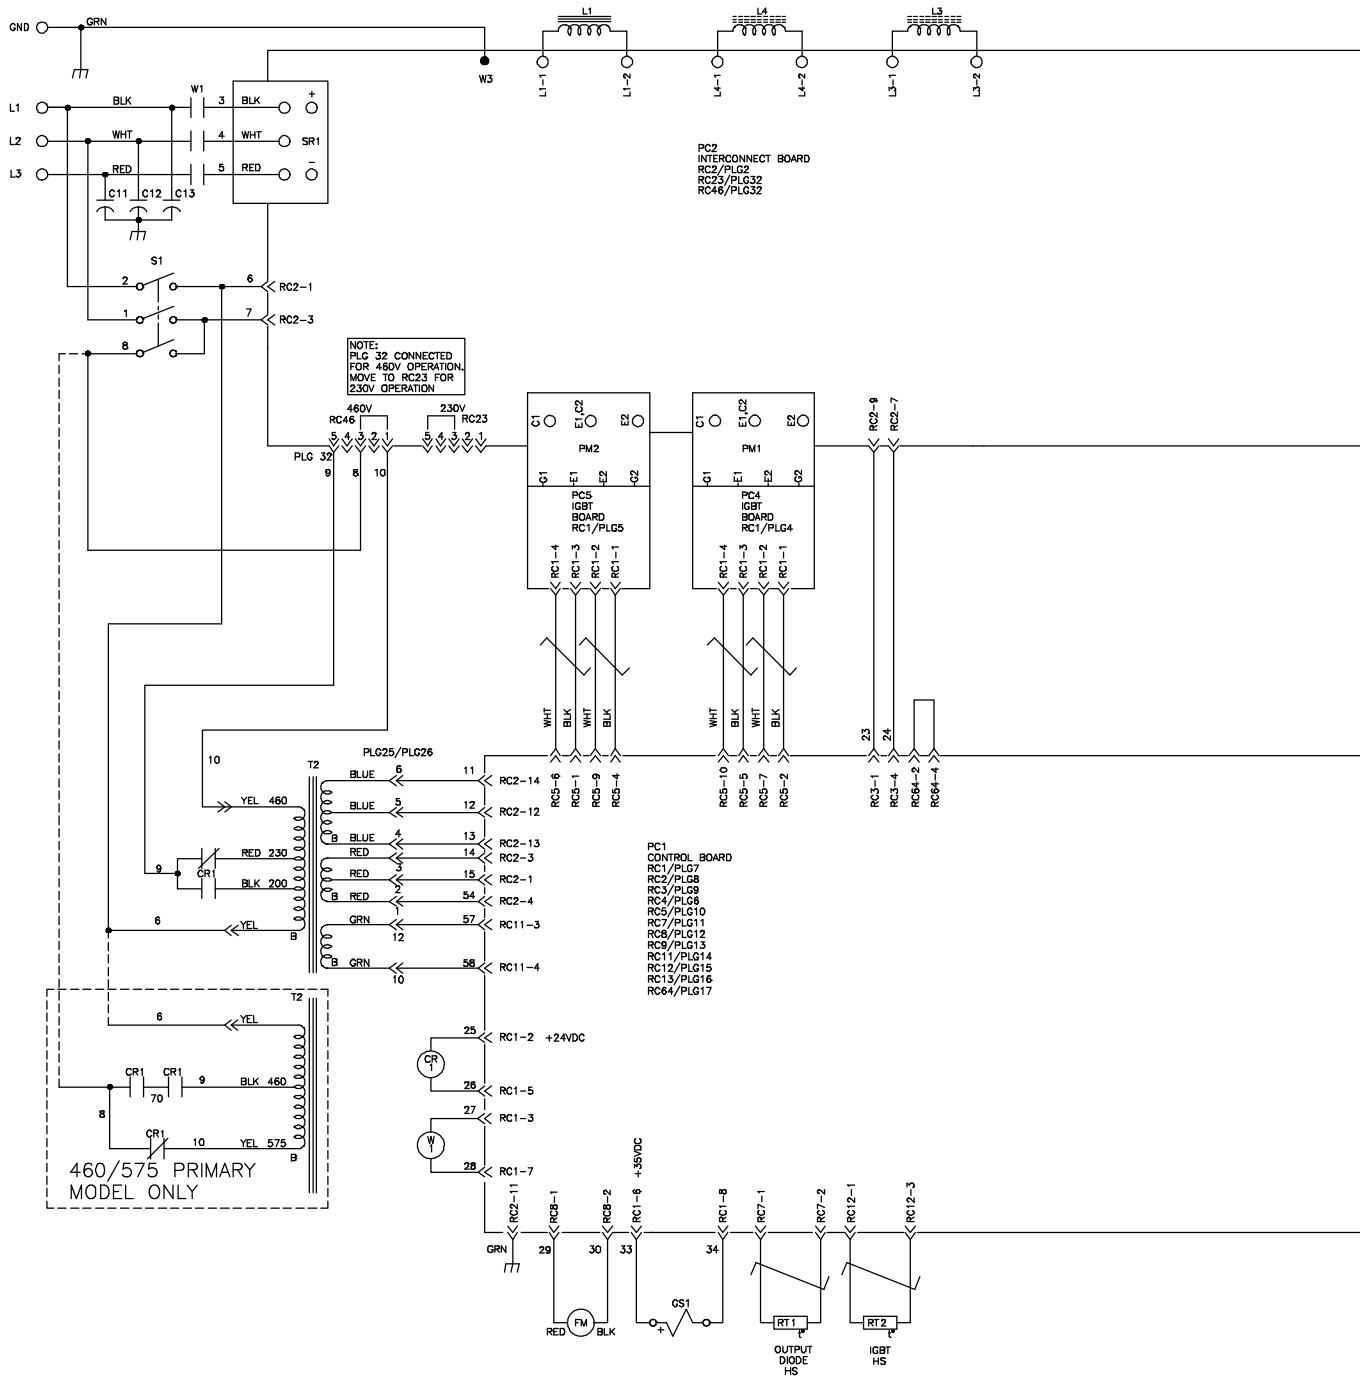 GND
GRN
W3
L1
L1-1
L1-2
L4
L4-1
L4-2
L3
L3-1
L3-2
L1
BLK
W1
3
BLK
+
L2
WHT
4
WHT
SR1
L3
RED
5
RED
−
C11
C12
C13
PC2
INTERCONNECT BOARD
RC2/PLG2
RC23/PLG32
RC46/PLG32
S1
2
6
RC2-1
1
7
RC2-3
8
NOTE:
PLG 32 CONNECTED
FOR 460V OPERATION.
MOVE TO RC23 FOR
230V OPERATION
460V
RC46
5 4 3 2 1
230V
RC23
5 4 3 2 1
PLG 32
9
8
10
C1
E1,C2
E2
PM2
G1
E1
E2
G2
PC5
IGBT
BOARD
RC1/PLG5
RC1-4
RC1-3
RC1-2
RC1-1
WHT
BLK
WHT
BLK
RC5-6
RC5-1
RC5-9
RC5-4
C1
E1,C2
E2
PM1
G1
E1
E2
G2
PC4
IGBT
BOARD
RC1/PLG4
RC1-4
RC1-3
RC1-2
RC1-1
WHT
BLK
WHT
BLK
RC5-10
RC5-5
RC5-7
RC5-2
RC2-9
RC2-7
23
24
RC3-1
RC3-4
RC64-2
RC64-4
10
T2
PLG25/PLG26
YEL 460
RED 230
9
CR1
BLK 200
6
YEL
B
BLUE
6
11
RC2-14
BLUE
5
12
RC2-12
B
BLUE
4
13
RC2-13
RED
3
14
RC2-3
RED
2
15
RC2-1
B
RED
1
54
RC2-4
GRN
12
57
RC11-3
B
GRN
10
58
RC11-4
PC1
CONTROL BOARD
RC1/PLG7
RC2/PLG8
RC3/PLG9
RC4/PLG6
RC5/PLG10
RC7/PLG11
RC8/PLG12
RC9/PLG13
RC11/PLG14
RC12/PLG15
RC13/PLG16
RC64/PLG17
T2
6
YEL
CR1
CR1
70
9
BLK 460
8
CR1
10
YEL 575
B
460/575 PRIMARY
MODEL ONLY
25
RC1-2
+24VDC
CR
1
26
RC1-5
27
RC1-3
W
1
28
RC1-7
RC2-11
RC8-1
RC8-2
RC1-6
+35VDC
RC1-8
RC7-1
RC7-2
RC12-1
RC12-3
GRN
29
30
33
34
RED
FM
BLK
+
GS1
RT1
t°
OUTPUT
DIODE
HS
RT2
t°
IGBT
HS